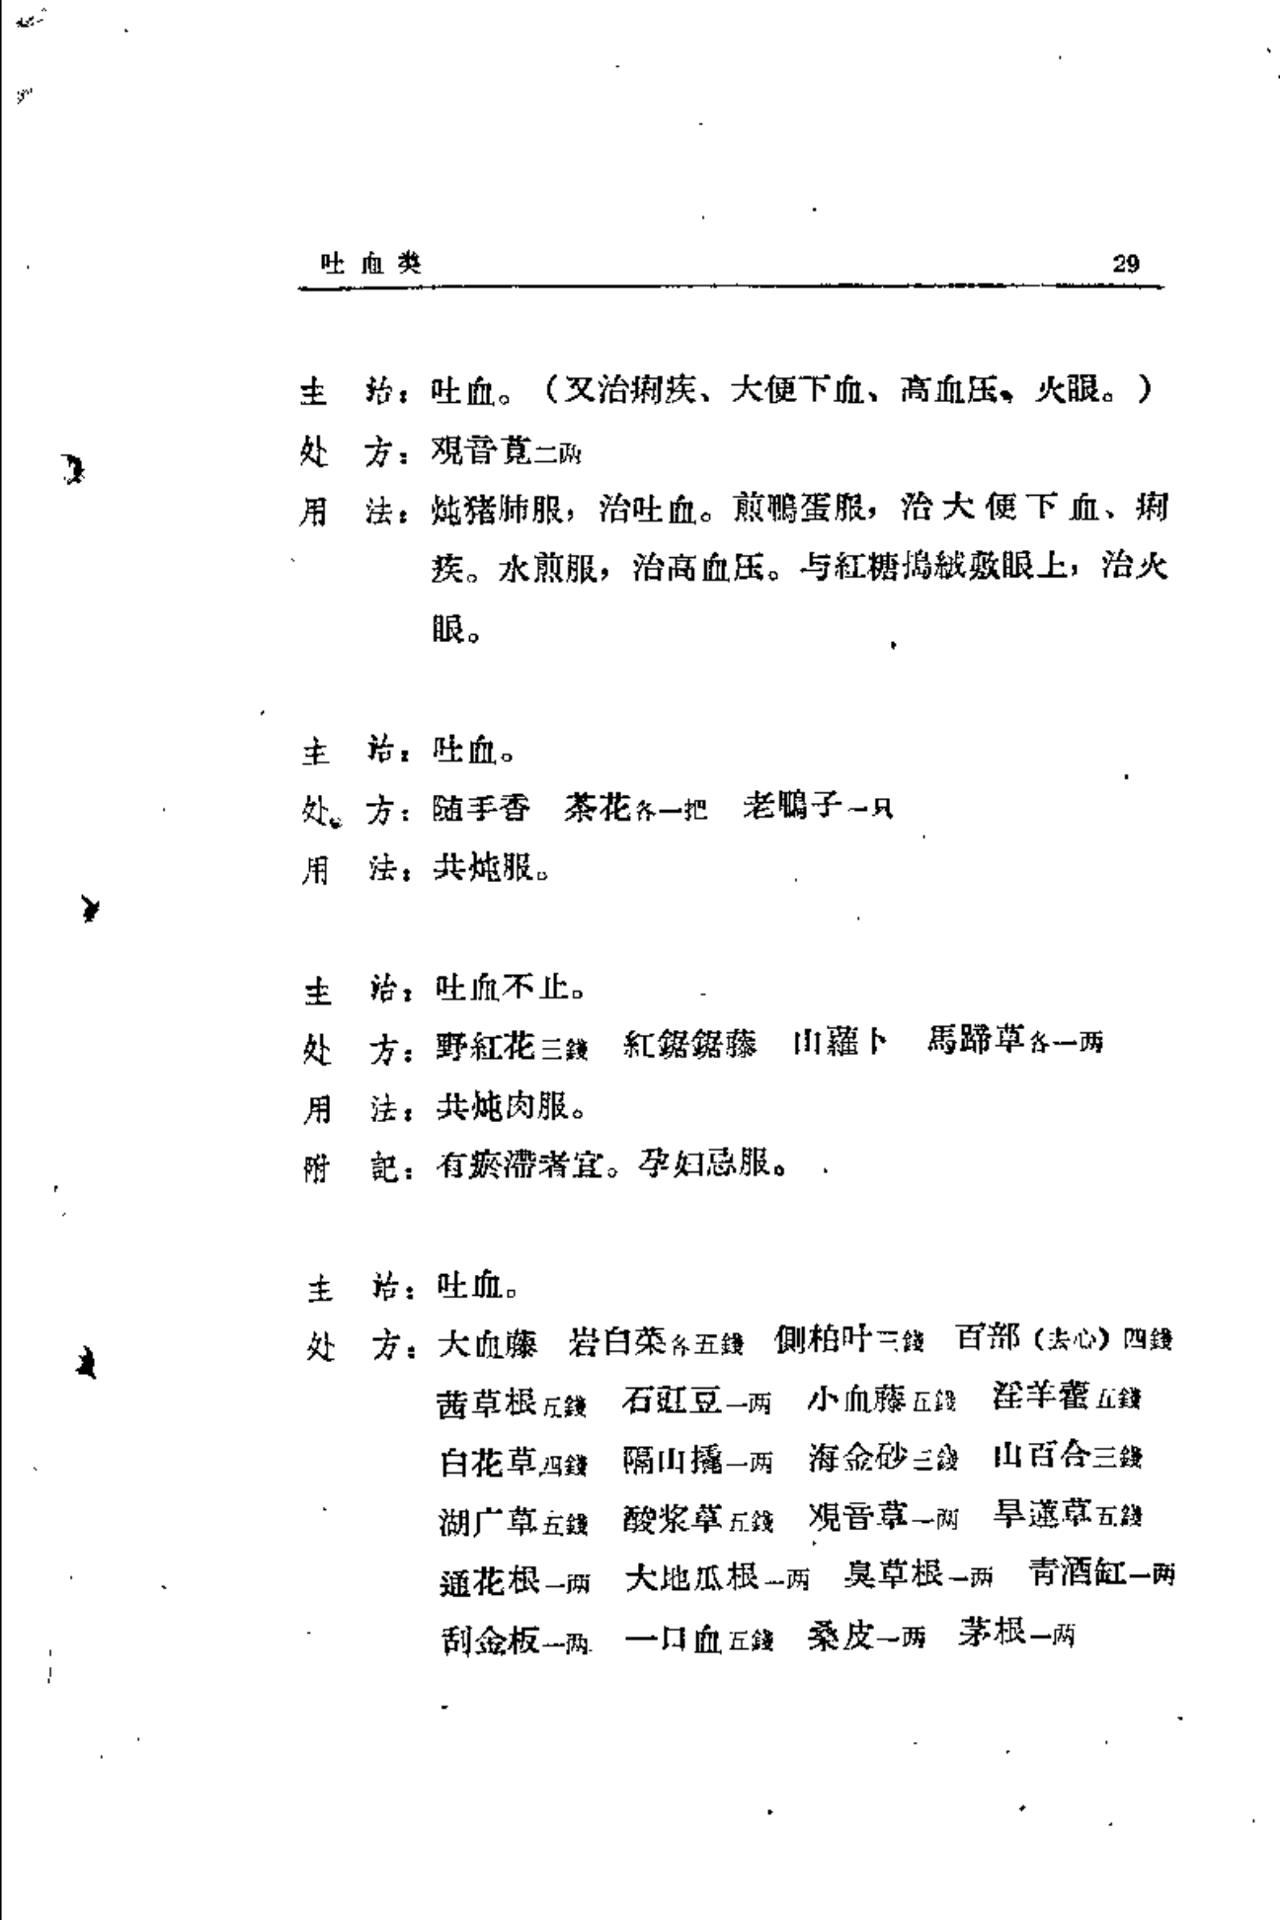 吐血类 29
主 治：吐血。（又治痢疾、大便下血、高血压、火眼。）
处 方：观音莧二两
用 法：炖猪肺服，治吐血。煎鴨蛋服，治大便下血、痢
疾。水煎服，治高血压。与紅糖搗絨敷眼上，治火
眼。
主 治：吐血。
处 方：随手香 茶花各一把 老鴨子一只
用 法：共炖服。
主 治：吐血不止。
处 方：野紅花三錢 紅鋸鋸藤 山蘿卜 馬蹄草各一两
用 法：共炖肉服。
附 記：有瘀滯者宜。孕妇忌服。
主 治：吐血。
处 方：大血藤 岩白菜各五錢 側柏叶三錢 百部（去心）四錢
茜草根五錢 石豇豆一两 小血藤五錢 淫羊藿五錢
白花草四錢 隔山撬一两 海金砂三錢 山百合三錢
湖广草五錢 酸浆草五錢 观音草一两 旱蓮草五錢
通花根一两 大地瓜根一两 臭草根一两 青酒缸一两
刮金板一两 一口血五錢 桑皮一两 茅根一两